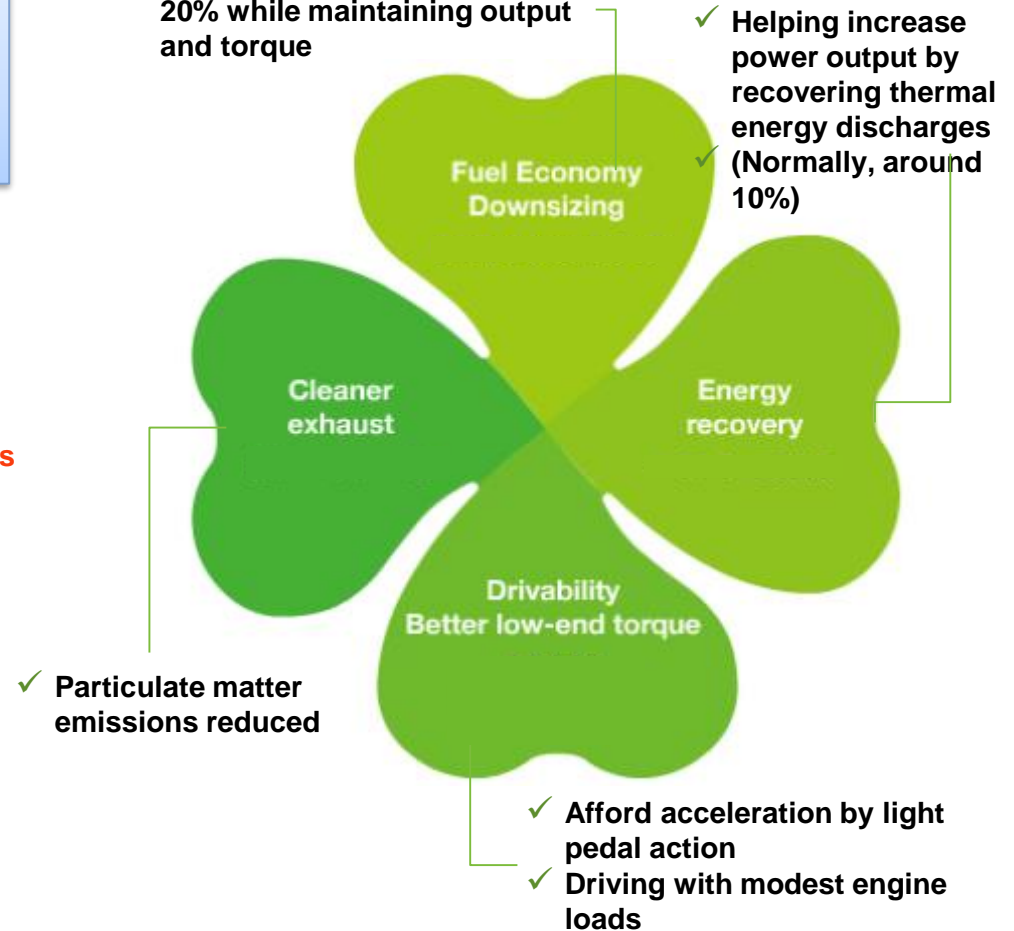 20% while maintaining output
and torque
✓ Helping increase
power output by
recovering thermal
energy discharges
✓ (Normally, around
10%)
Fuel Economy
Downsizing
Cleaner
exhaust
Energy
recovery
s
Drivability
Better low-end torque
✓ Particulate matter
emissions reduced
✓ Afford acceleration by light
pedal action
✓ Driving with modest engine
loads